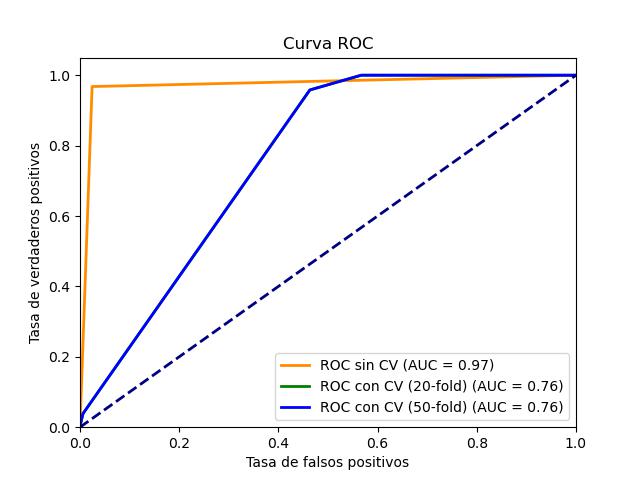 Curva ROC
1.0
0.8
0.6
0.4
0.2
0.0
Tasa de verdaderos positivos
ROC sin CV (AUC = 0.97)
ROC con CV (20-fold) (AUC = 0.76)
ROC con CV (50-fold) (AUC = 0.76)
0.0 0.2 0.4 0.6 0.8 1.0
Tasa de falsos positivos